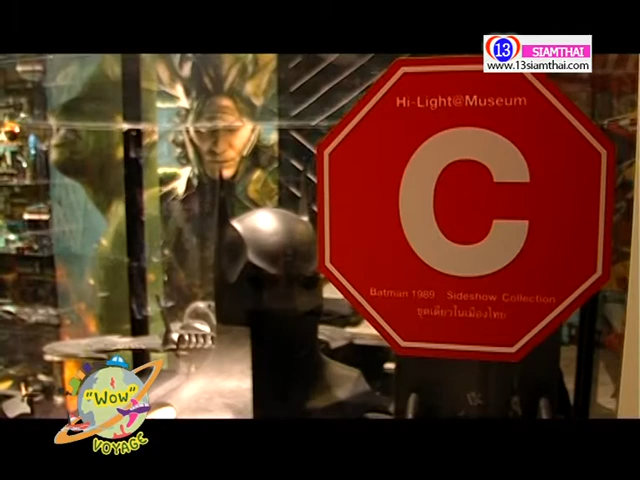 13 SIAMTHAI
www.13siamthai.com
Hi-Light@Museum
C
Batman 1989 Sideshow Collection
ชุดเดียวในเมืองไทย
"Wow"
VOYAGE